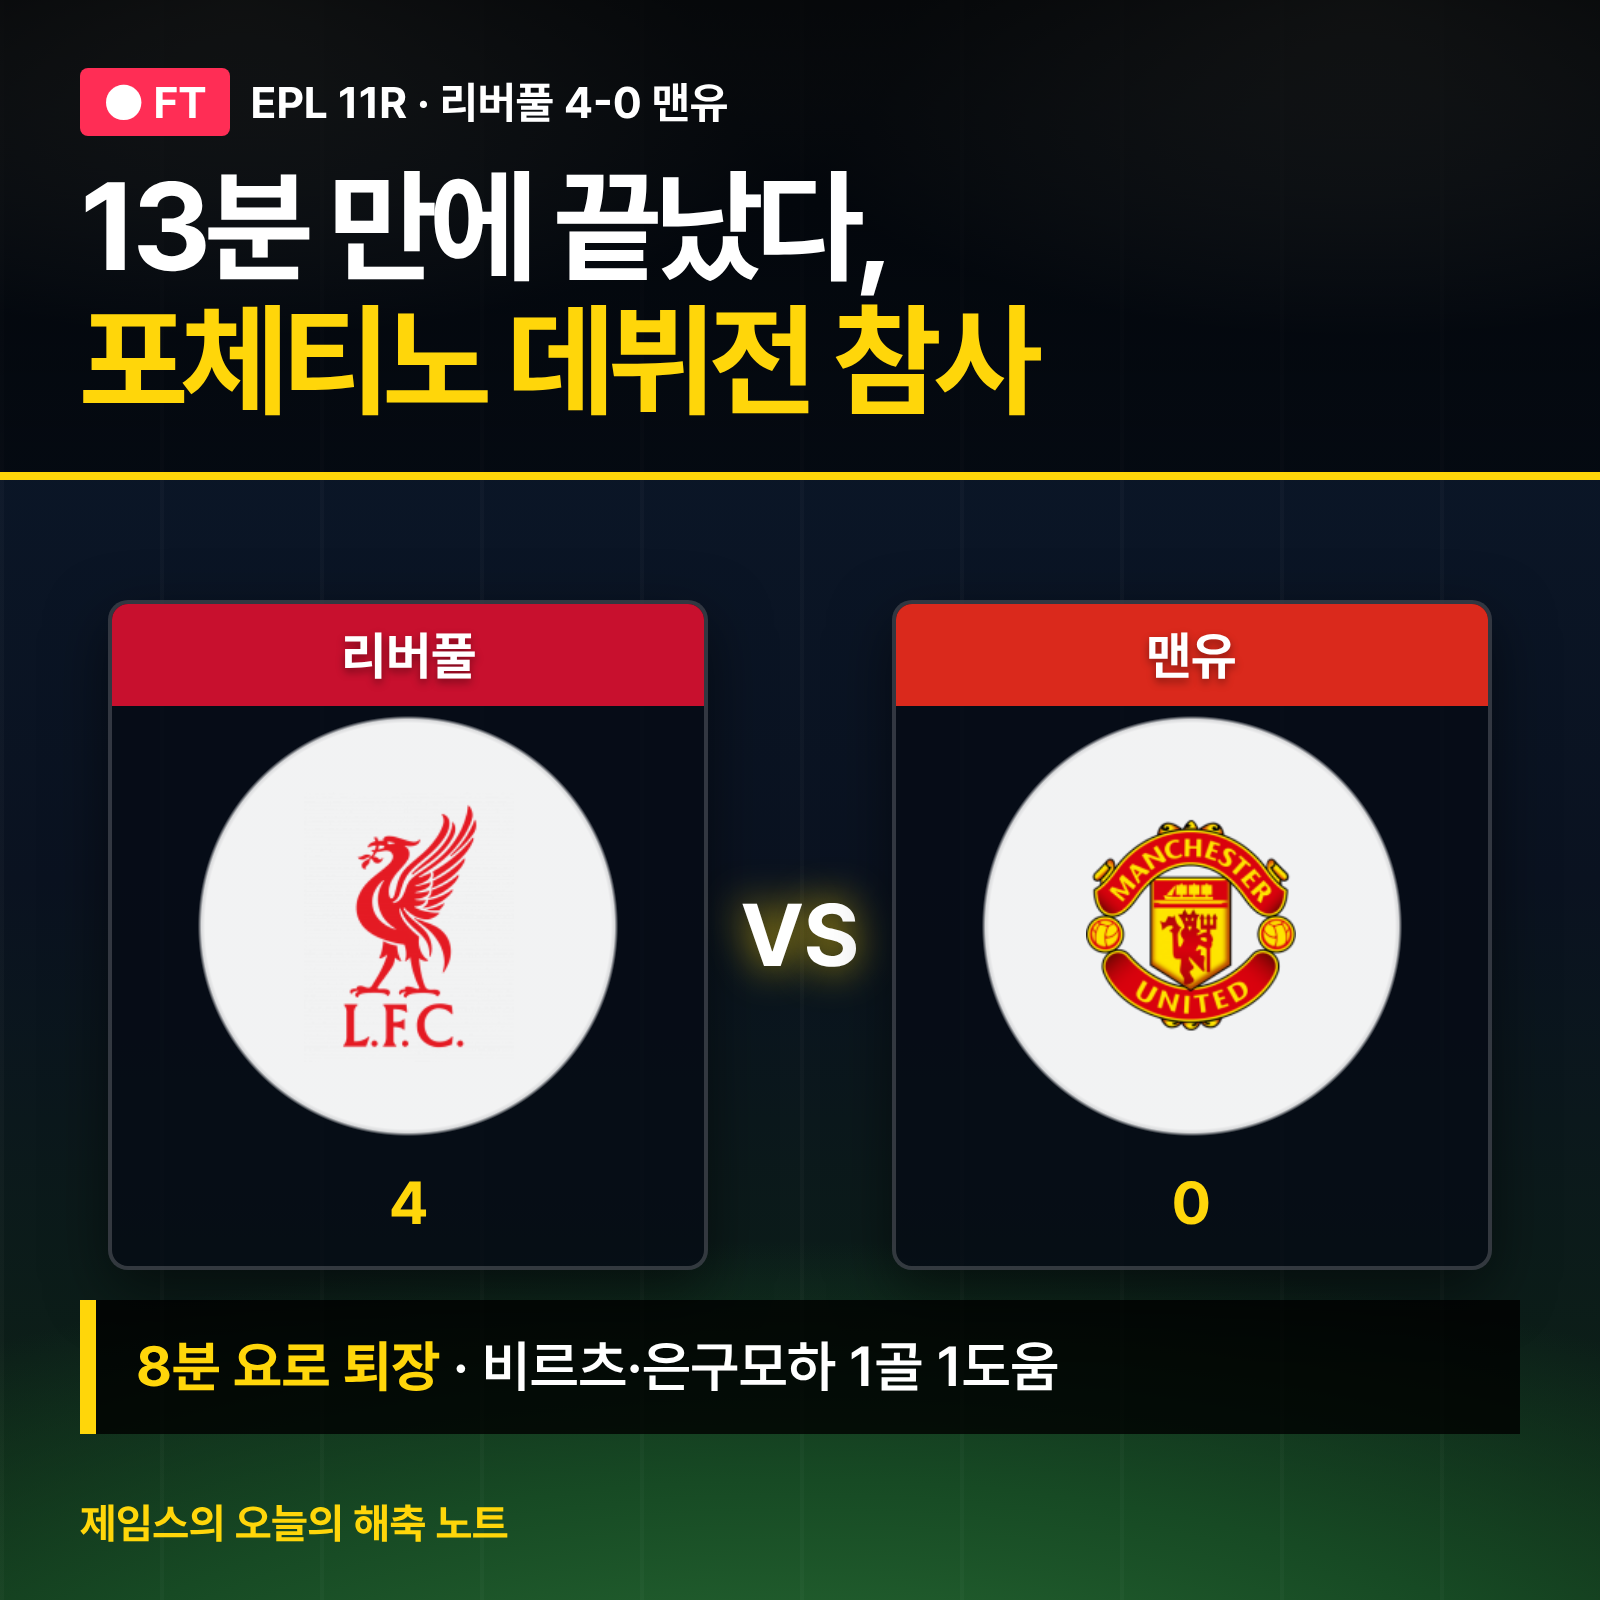 FT EPL 11R · 리버풀 4-0 맨유
13분 만에 끝났다,
포체티노 데뷔전 참사
리버풀
L.F.C.
4
VS
맨유
MANCHESTER
UNITED
0
8분 요로 퇴장 · 비르츠·은구모하 1골 1도움
제임스의 오늘의 해축 노트